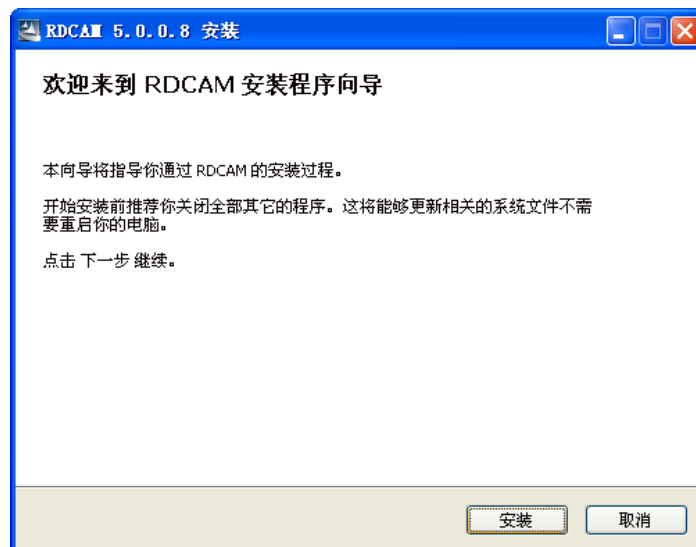 RDCAM 5.0.0.8 安装
欢迎来到 RDCAM 安装程序向导
本向导将指导你通过 RDCAM 的安装过程。
开始安装前推荐你关闭全部其它的程序。这将能够更新相关的系统文件不需
要重启你的电脑。
点击 下一步 继续。
安装
取消